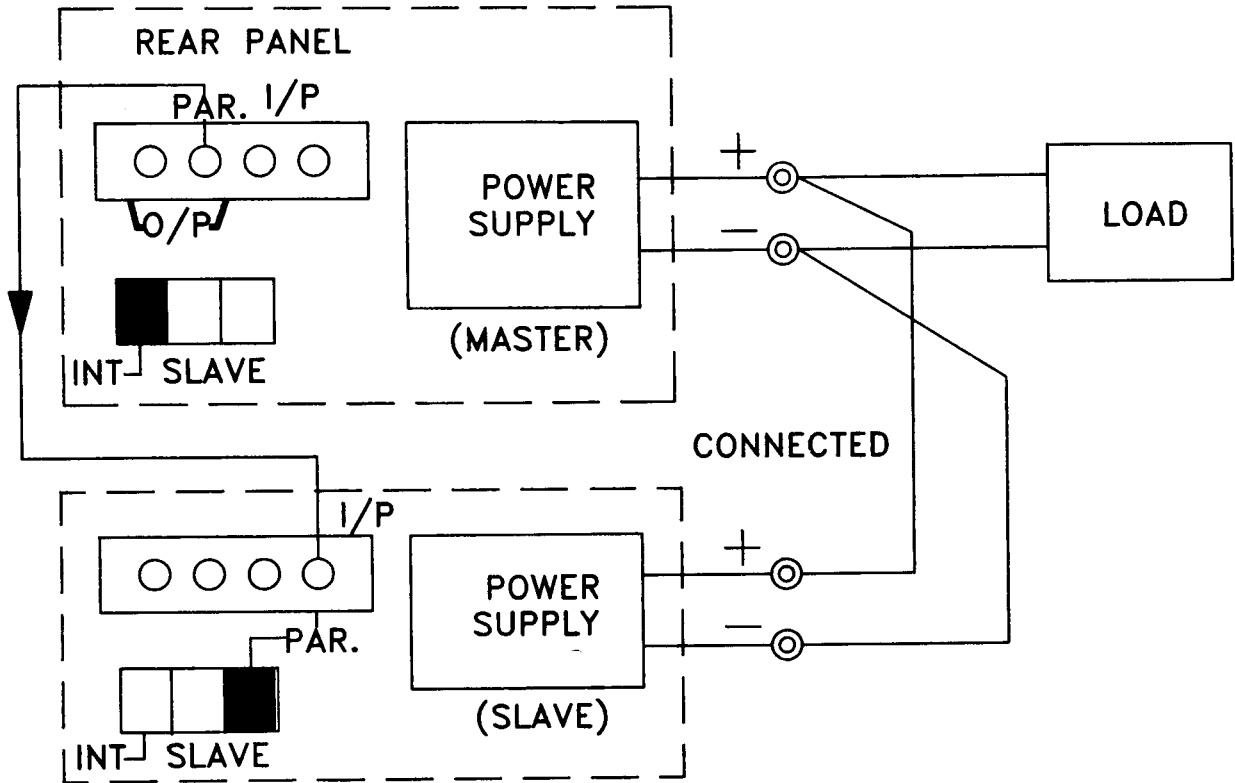 REAR PANEL
PAR. I/P
O/P
INT SLAVE
POWER
SUPPLY
(MASTER)
+
−
LOAD
CONNECTED
I/P
PAR.
INT SLAVE
POWER
SUPPLY
(SLAVE)
+
−